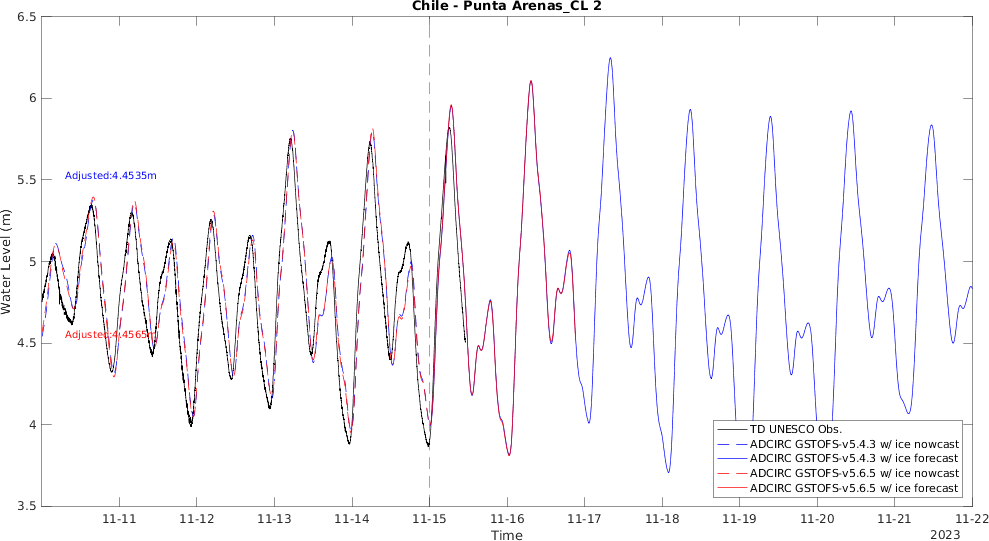 Chile - Punta Arenas_CL 2
Water Level (m)
6.5
6
5.5
5
4.5
4
3.5
Adjusted:4.4535m
Adjusted:4.4565m
TD UNESCO Obs.
ADCIRC GSTOFS-v5.4.3 w/ ice nowcast
ADCIRC GSTOFS-v5.4.3 w/ ice forecast
ADCIRC GSTOFS-v5.6.5 w/ ice nowcast
ADCIRC GSTOFS-v5.6.5 w/ ice forecast
11-11 11-12 11-13 11-14 11-15 11-16 11-17 11-18 11-19 11-20 11-21 11-22
Time
2023